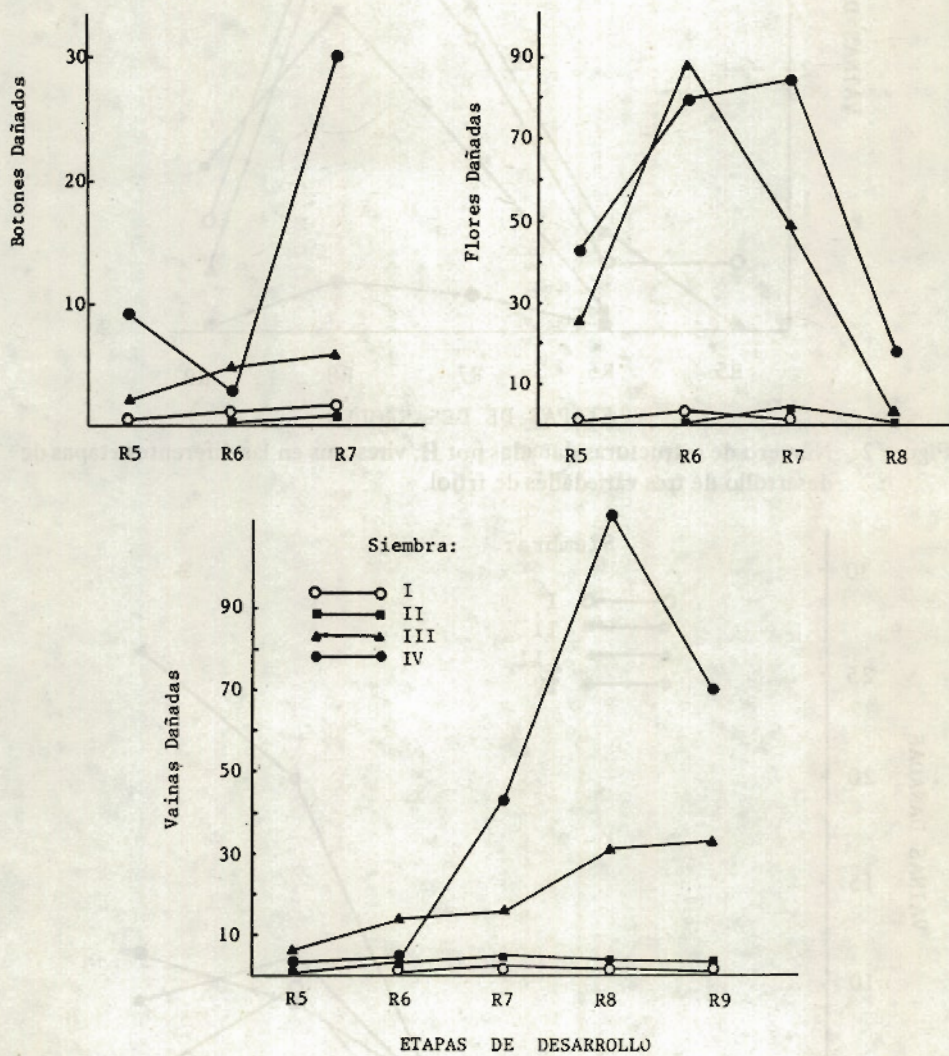 Botones Dañados
30
20
10
R5 R6 R7
Flores Dañadas
90
70
50
30
10
R5 R6 R7 R8
Vainas Dañadas
90
70
50
30
10
Siembra:
I
II
III
IV
R5 R6 R7 R8 R9
ETAPAS DE DESARROLLO